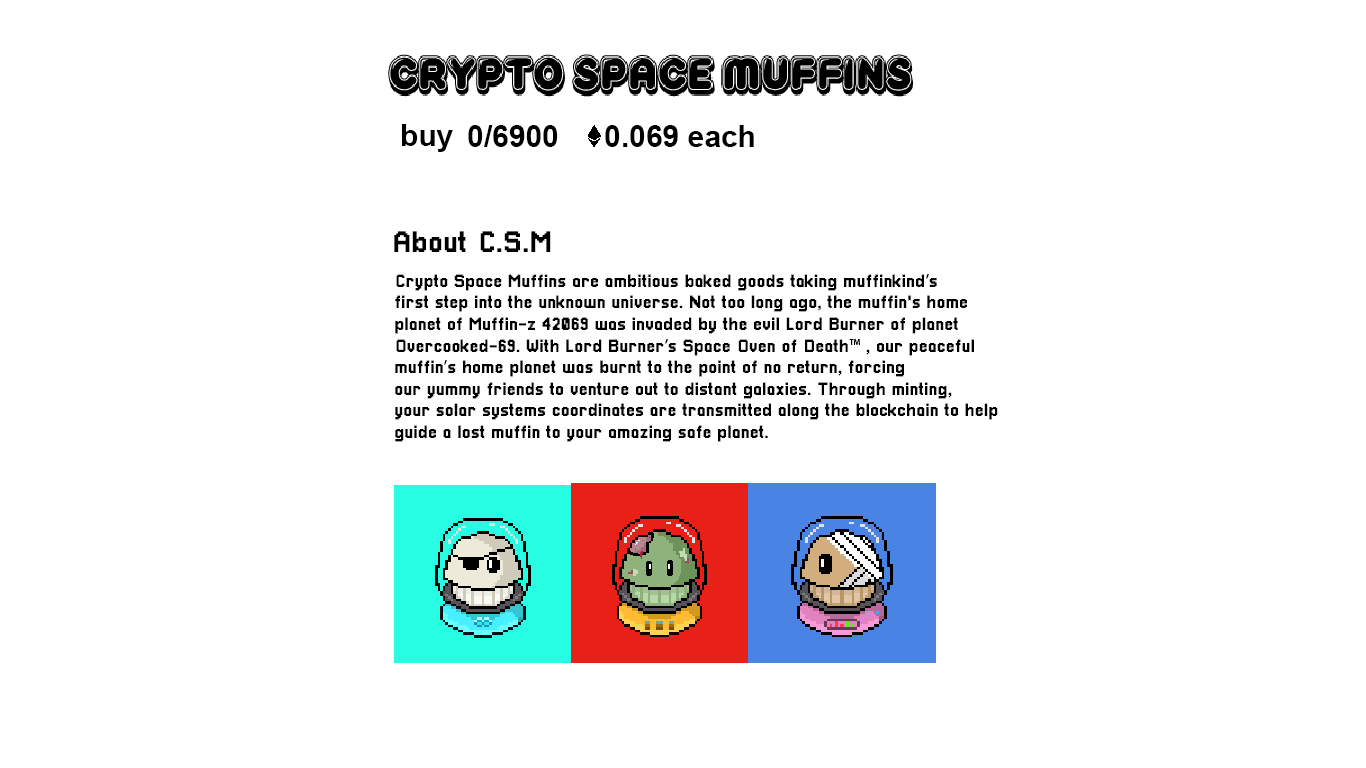 CRYPTO SPACE MUFFINS
buy 0/6900 ⧫0.069 each
About C.S.M
Crypto Space Muffins are ambitious baked goods taking muffinkind's
first step into the unknown universe. Not too long ago, the muffin's home
planet of Muffin-z 42069 was invaded by the evil Lord Burner of planet
Overcooked-69. With Lord Burner's Space Oven of Death™ , our peaceful
muffin's home planet was burnt to the point of no return, forcing
our yummy friends to venture out to distant galaxies. Through minting,
your solar systems coordinates are transmitted along the blockchain to help
guide a lost muffin to your amazing safe planet.